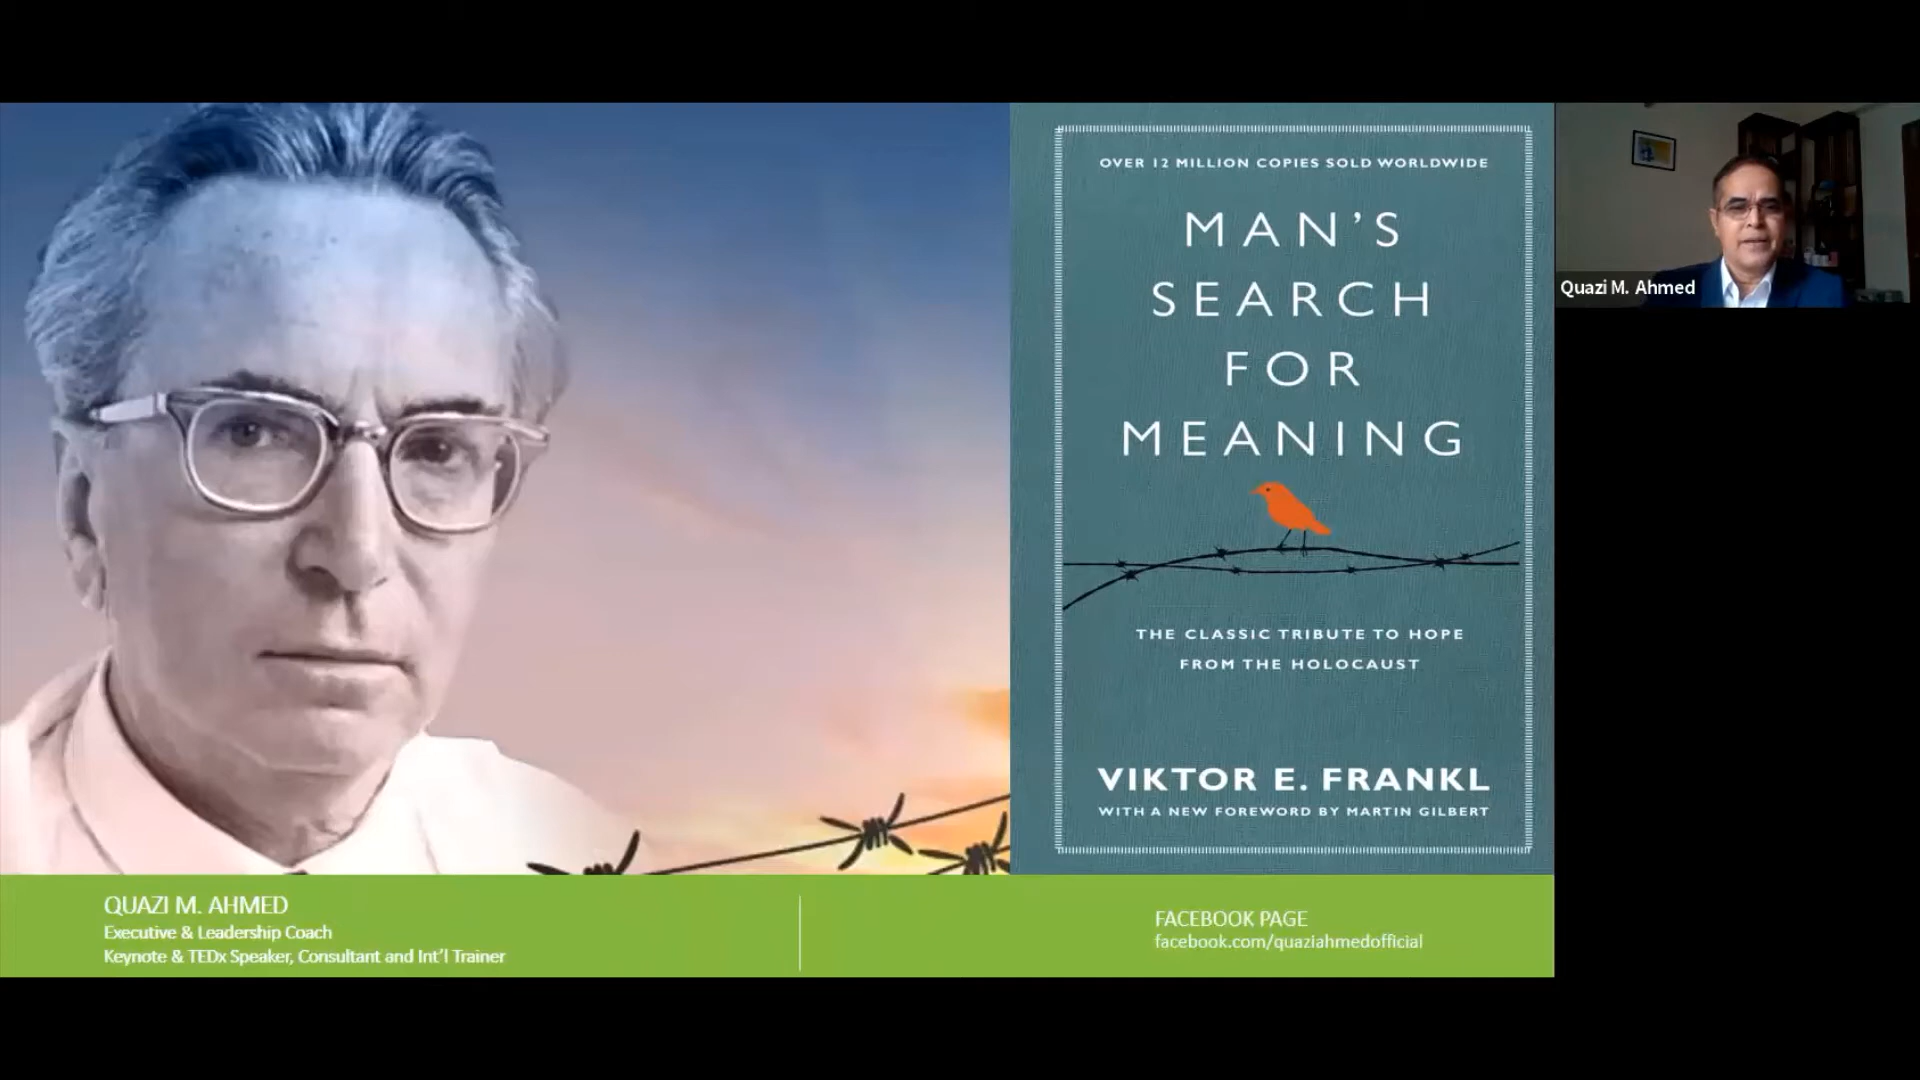 OVER 12 MILLION COPIES SOLD WORLDWIDE
MAN'S
SEARCH
FOR
MEANING
THE CLASSIC TRIBUTE TO HOPE
FROM THE HOLOCAUST
VIKTOR E. FRANKL
WITH A NEW FOREWORD BY MARTIN GILBERT
Quazi M. Ahmed
QUAZI M. AHMED
Executive & Leadership Coach
Keynote & TEDx Speaker, Consultant and Int'l Trainer
FACEBOOK PAGE
facebook.com/quaziahmedofficial